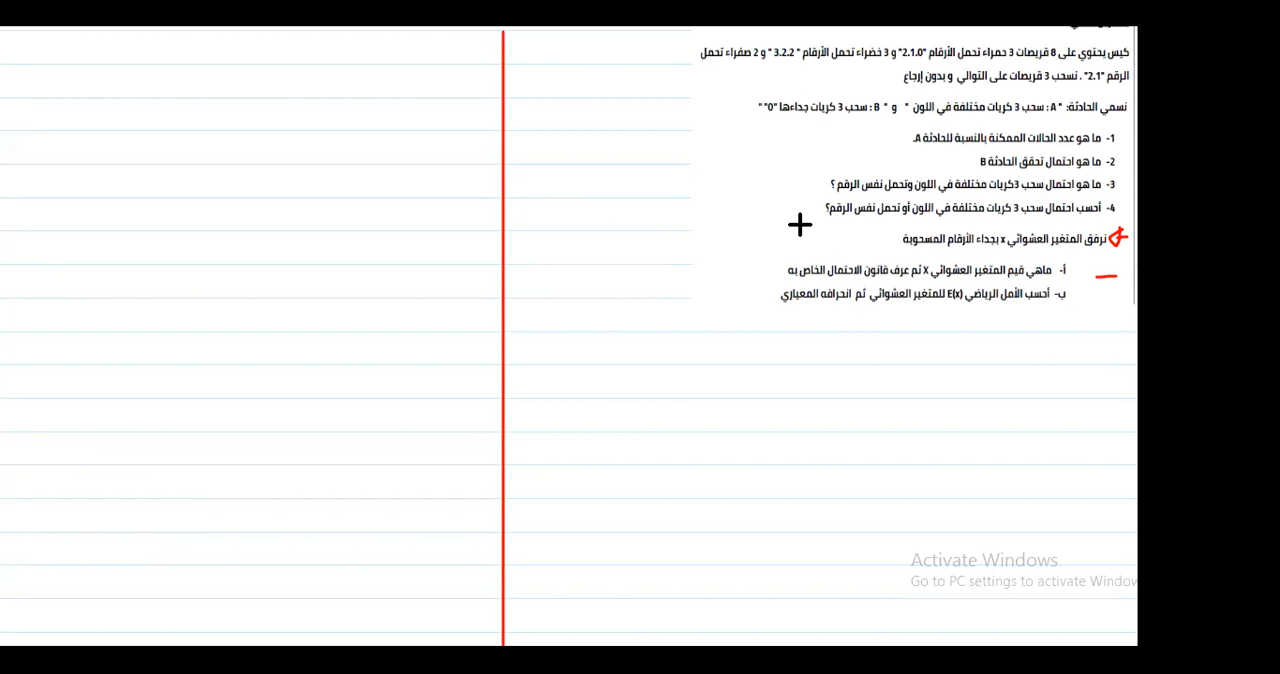 كيس يحتوي على 8 قريصات 3 حمراء تحمل الأرقام "2.1.0" و 3 خضراء تحمل الأرقام " 3.2.2 " و 2 صفراء تحمل
الرقم "2.1" . نسحب 3 قريصات على التوالي و بدون إرجاع
نسمي الحادثة: " A : سحب 3 كريات مختلفة في اللون " و " B : سحب 3 كريات جداءها "0" "
1- ما هو عدد الحالات الممكنة بالنسبة للحادثة A.
2- ما هو احتمال تحقق الحادثة B
3- ما هو احتمال سحب 3كريات مختلفة في اللون وتحمل نفس الرقم ؟
4- أحسب احتمال سحب 3 كريات مختلفة في اللون أو تحمل نفس الرقم؟
نرفق المتغير العشوائي x بجداء الأرقام المسحوبة
أ- ماهي قيم المتغير العشوائي X ثم عرف قانون الاحتمال الخاص به
ب- أحسب الأمل الرياضي E(x) للمتغير العشوائي ثم انحرافه المعياري
Activate Windows
Go to PC settings to activate Window